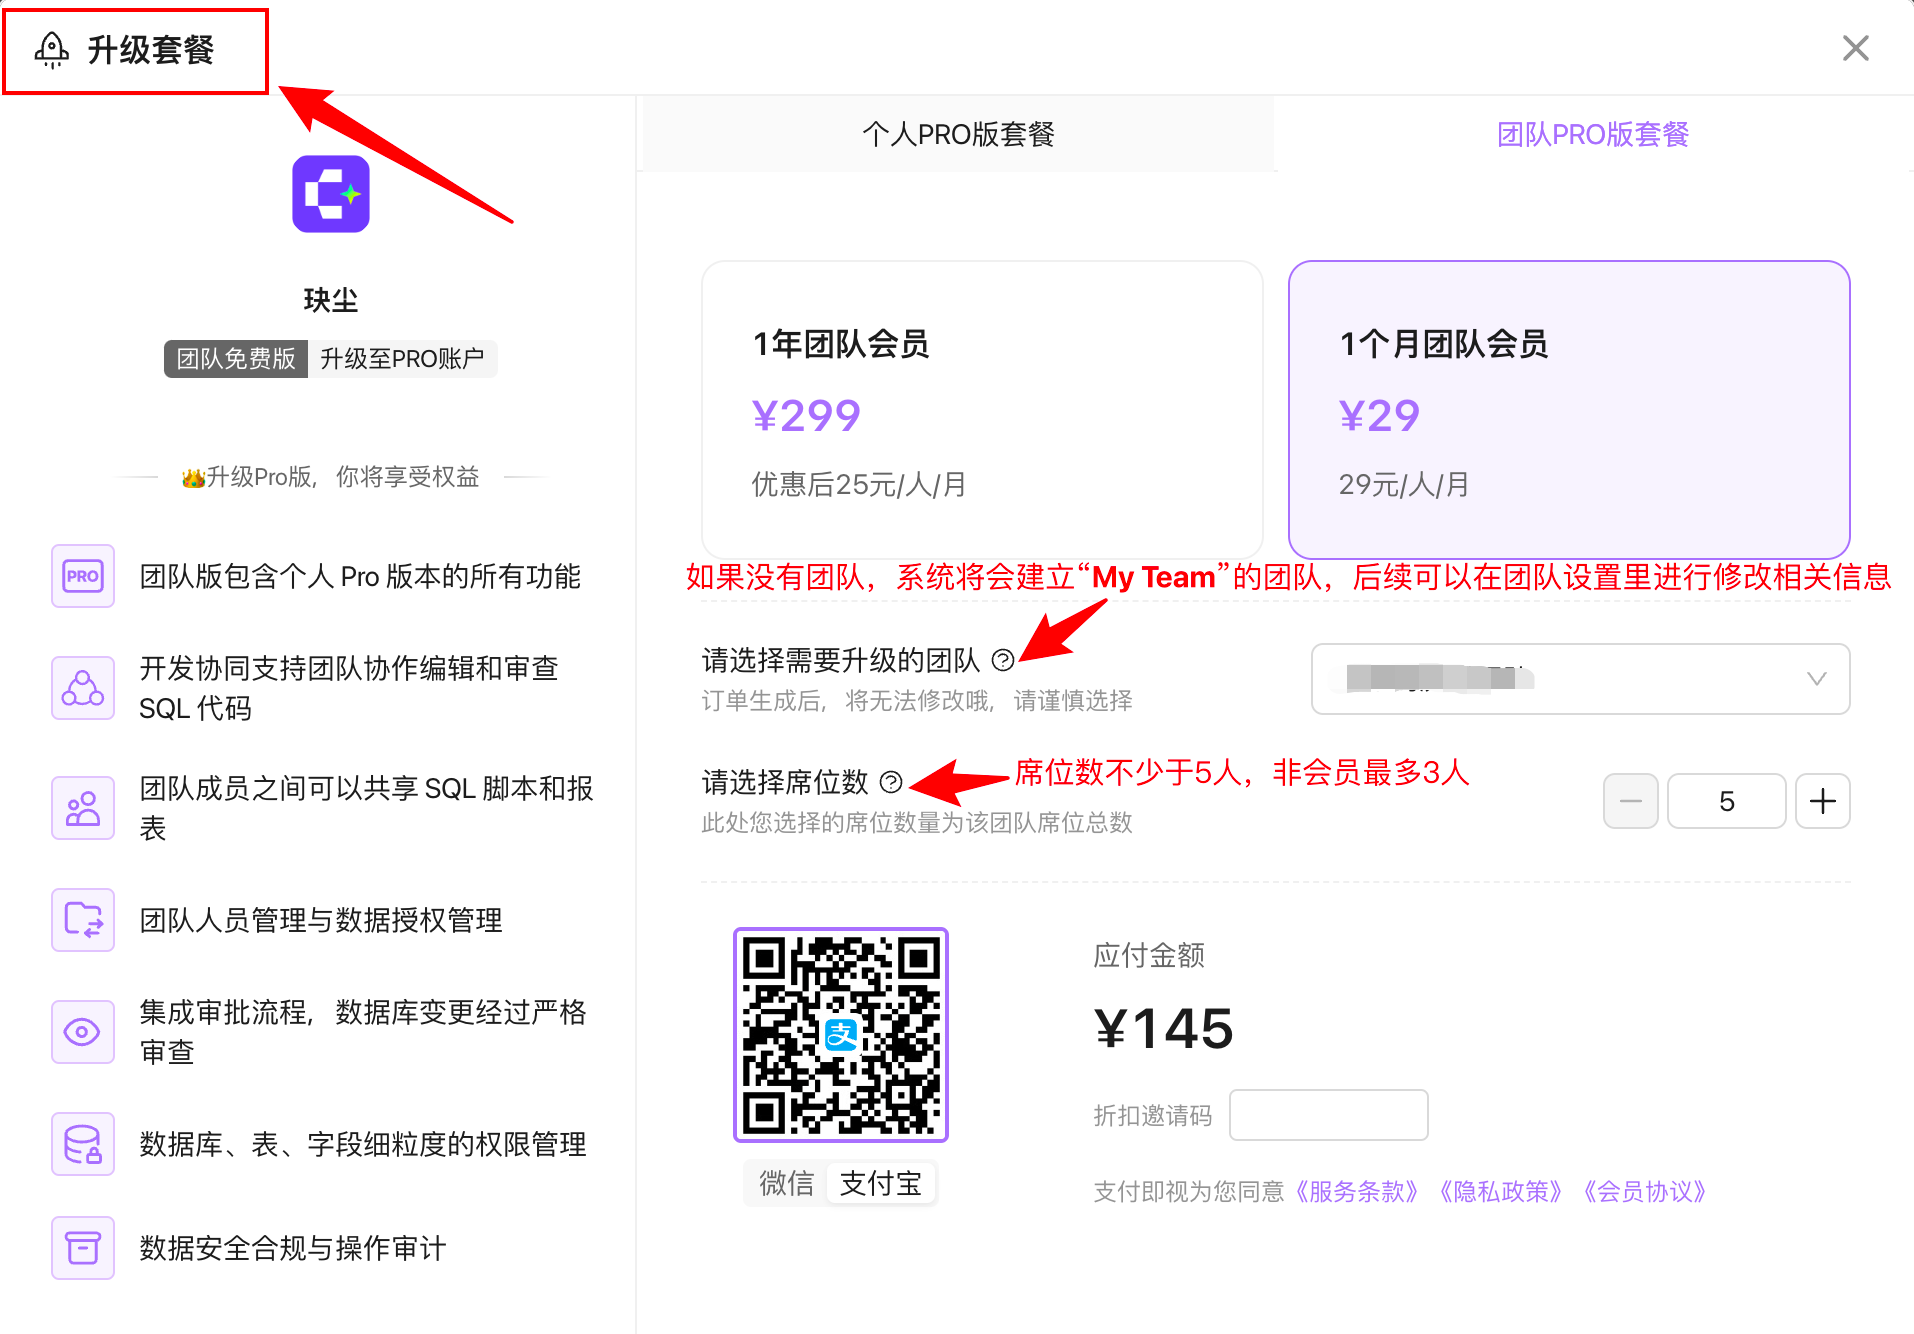 升级套餐
玦尘
团队免费版 升级至PRO账户
升级Pro版，你将享受权益
PRO
团队版包含个人 Pro 版本的所有功能
开发协同支持团队协作编辑和审查
SQL 代码
团队成员之间可以共享 SQL 脚本和报
表
团队人员管理与数据授权管理
集成审批流程，数据库变更经过严格
审查
数据库、表、字段细粒度的权限管理
数据安全合规与操作审计
个人PRO版套餐
团队PRO版套餐
1年团队会员
¥299
优惠后25元/人/月
1个月团队会员
¥29
29元/人/月
如果没有团队，系统将会建立“My Team”的团队，后续可以在团队设置里进行修改相关信息
请选择需要升级的团队
订单生成后，将无法修改哦，请谨慎选择
请选择席位数
席位数不少于5人，非会员最多3人
此处您选择的席位数量为该团队席位总数
5
支
微信 支付宝
应付金额
¥145
折扣邀请码
支付即视为您同意《服务条款》《隐私政策》《会员协议》